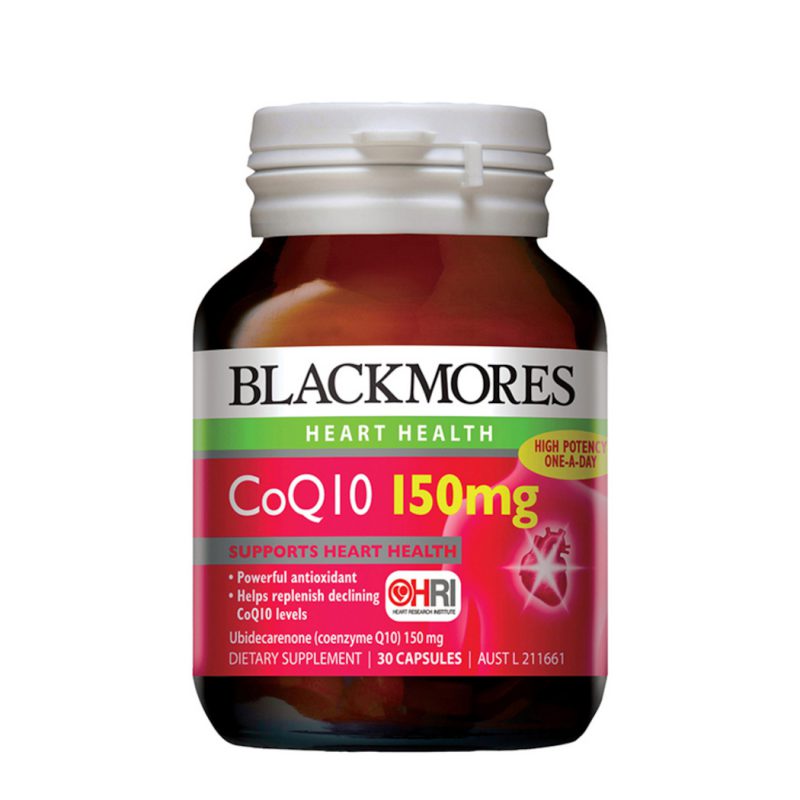 BLACKMORES
HEART HEALTH
HIGH POTENCY
ONE-A-DAY
CoQ10 150mg
SUPPORTS HEART HEALTH
• Powerful antioxidant
• Helps replenish declining
CoQ10 levels
HRI
HEART RESEARCH INSTITUTE
Ubidecarenone (coenzyme Q10) 150 mg
DIETARY SUPPLEMENT | 30 CAPSULES | AUST L 211661